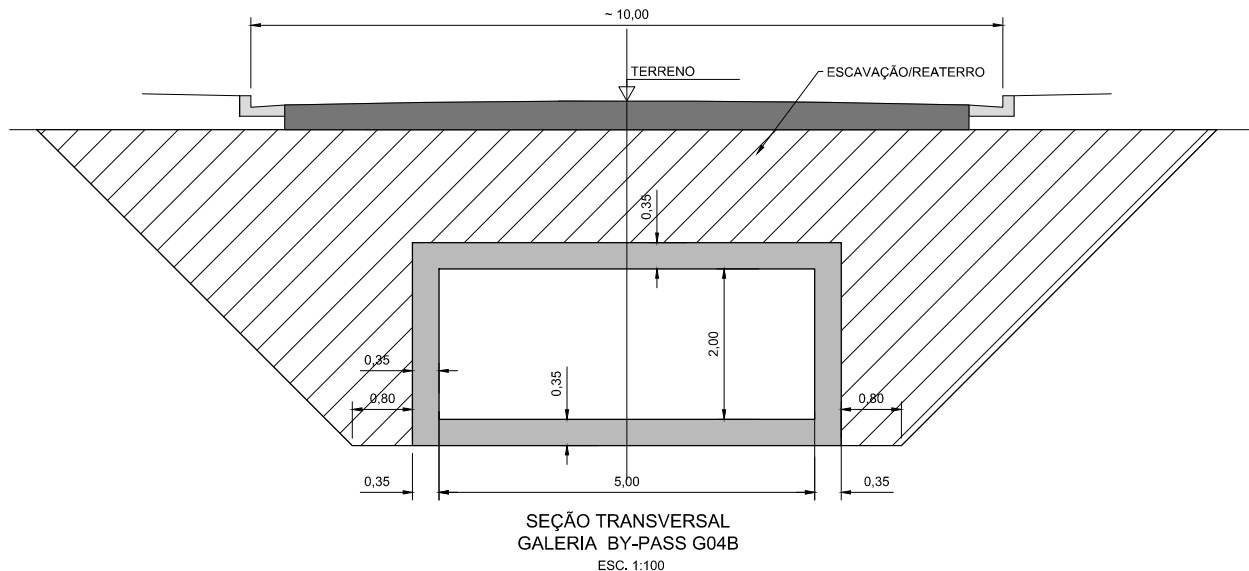 ~ 10,00
TERRENO
ESCAVAÇÃO/REATERRO
0,35
2,00
0,35
0,35
0,80
0,80
0,35
5,00
0,35
SEÇÃO TRANSVERSAL
GALERIA BY-PASS G04B
ESC. 1:100